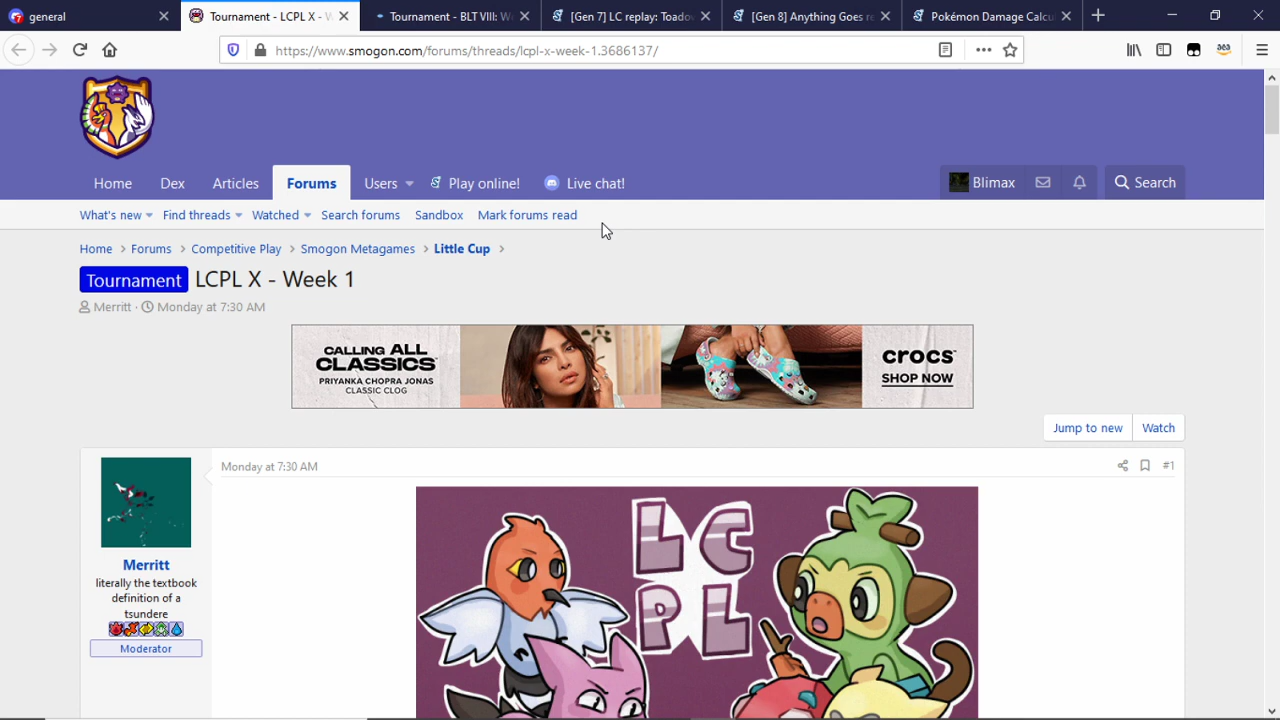 general
Tournament - LCPL X - W
Tournament - BLT VIII: W
[Gen 7] LC replay: Toado
[Gen 8] Anything Goes re
Pokémon Damage Calcu
https://www.smogon.com/forums/threads/lcpl-x-week-1.3686137/
Home Dex Articles Forums Users Play online! Live chat! Blimax Search
What's new Find threads Watched Search forums Sandbox Mark forums read
Home > Forums > Competitive Play > Smogon Metagames > Little Cup >
Tournament LCPL X - Week 1
Merritt · Monday at 7:30 AM
CALLING ALL
CLASSICS™
PRIYANKA CHOPRA JONAS
CLASSIC CLOG
crocs™
SHOP NOW
Jump to new Watch
Monday at 7:30 AM #1
Merritt
literally the textbook
definition of a
tsundere
Moderator
LC
PL